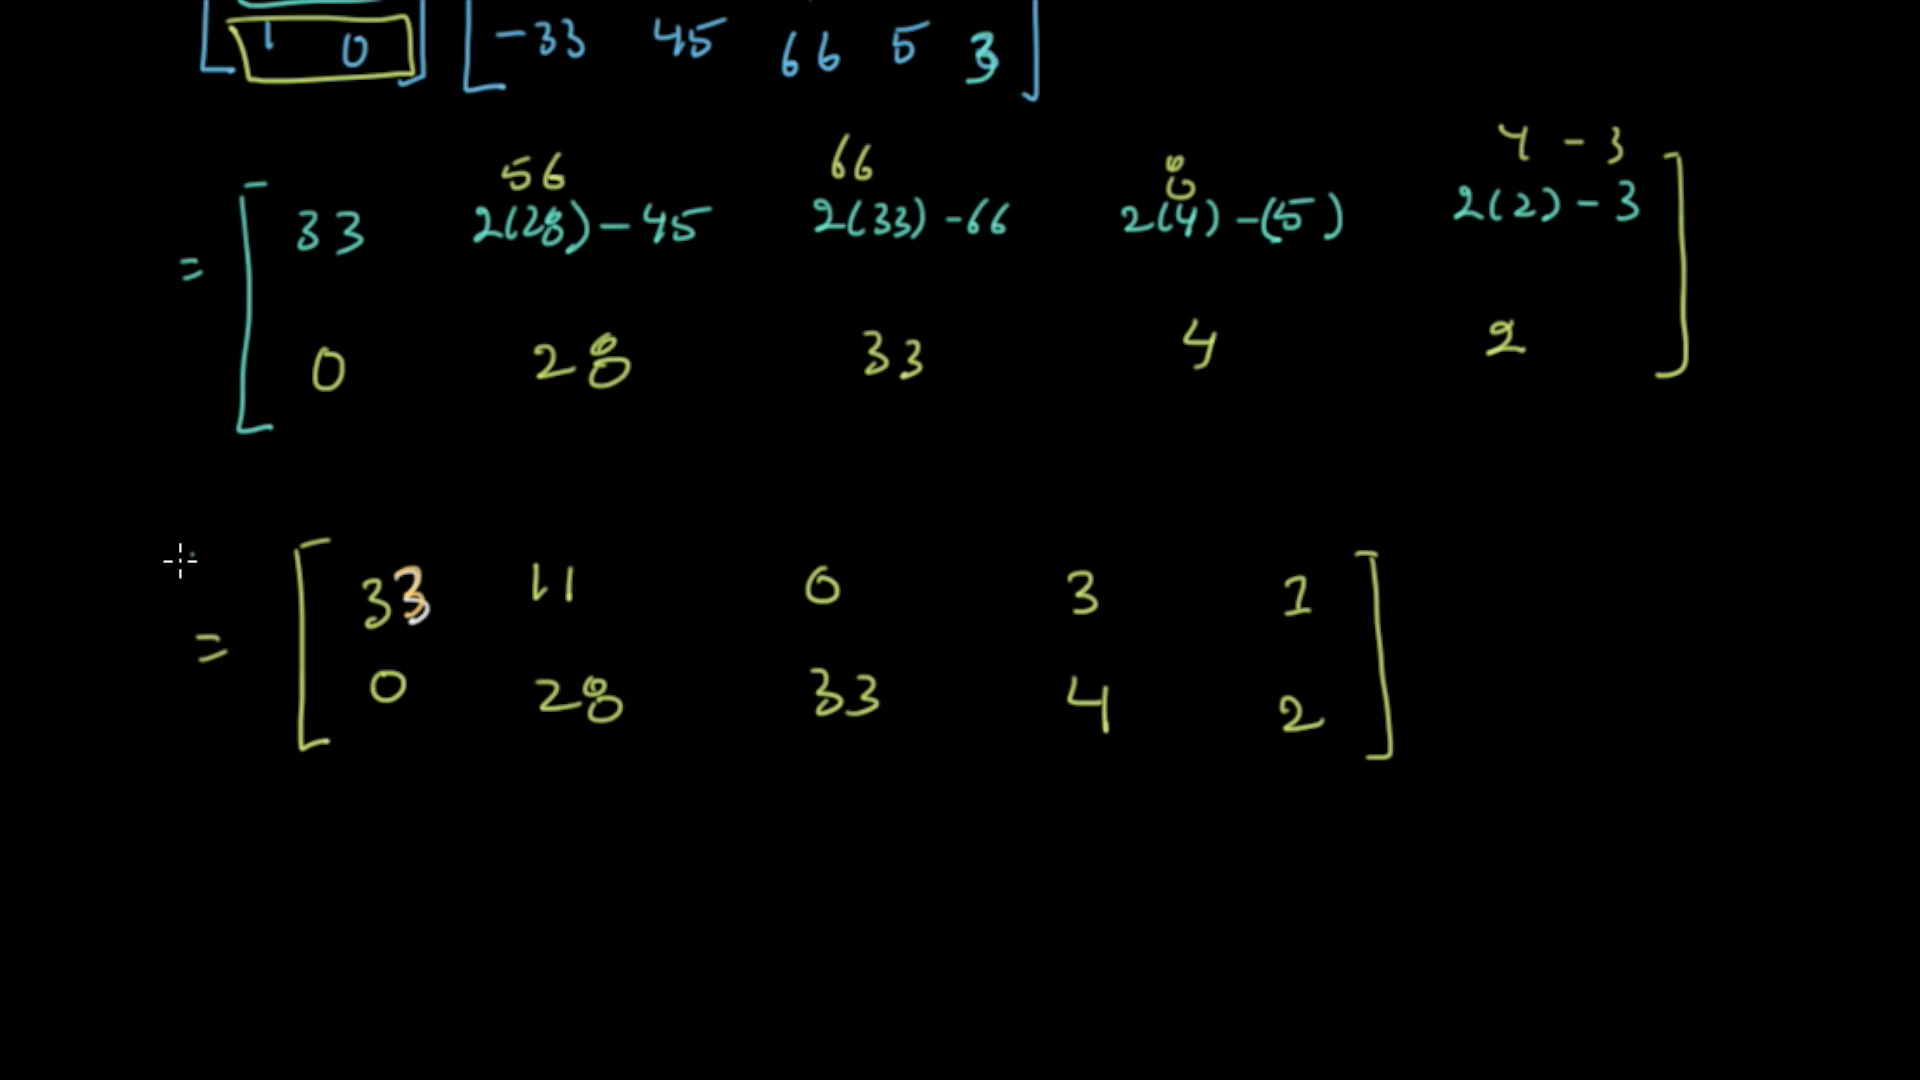 1 0 -33 45 66 5 3
56 66 8 4 - 3
= 33 2(28) - 45 2(33) - 66 2(4) - (5) 2(2) - 3
0 28 33 4 2
= 33 11 0 3 1
0 28 33 4 2